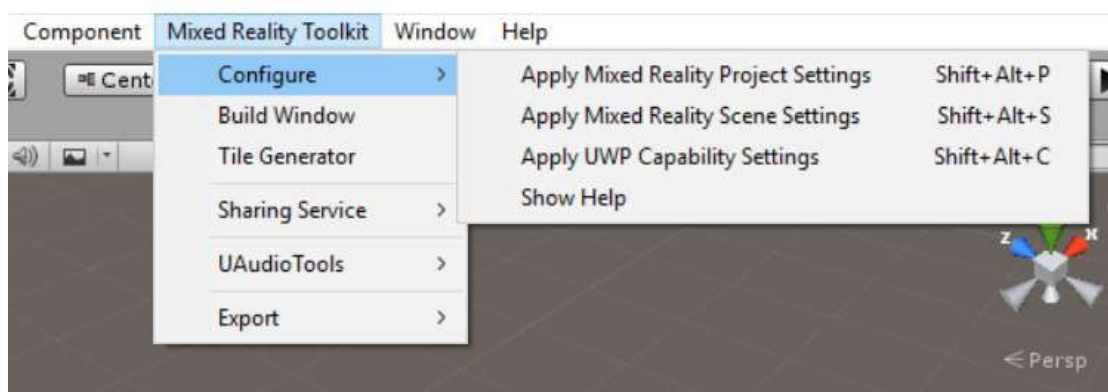 Component Mixed Reality Toolkit Window Help
Cent
Configure > Apply Mixed Reality Project Settings Shift+Alt+P
Build Window Apply Mixed Reality Scene Settings Shift+Alt+S
Tile Generator Apply UWP Capability Settings Shift+Alt+C
Show Help
Sharing Service >
UAudioTools >
Export >
z x
< Persp